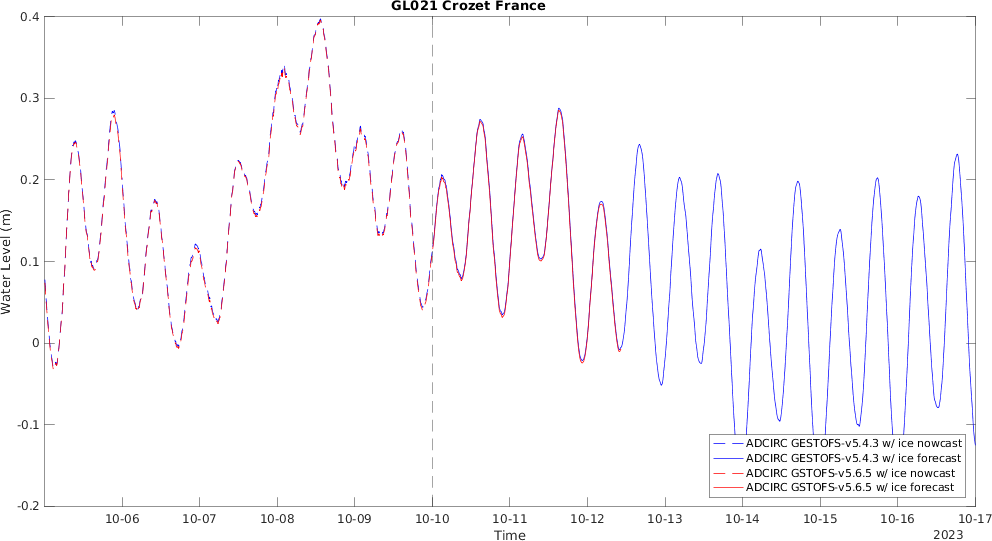 GL021 Crozet France
0.4
0.3
0.2
0.1
0
-0.1
-0.2
Water Level (m)
ADCIRC GESTOFS-v5.4.3 w/ ice nowcast
ADCIRC GESTOFS-v5.4.3 w/ ice forecast
ADCIRC GSTOFS-v5.6.5 w/ ice nowcast
ADCIRC GSTOFS-v5.6.5 w/ ice forecast
10-06 10-07 10-08 10-09 10-10 10-11 10-12 10-13 10-14 10-15 10-16 10-17
Time
2023